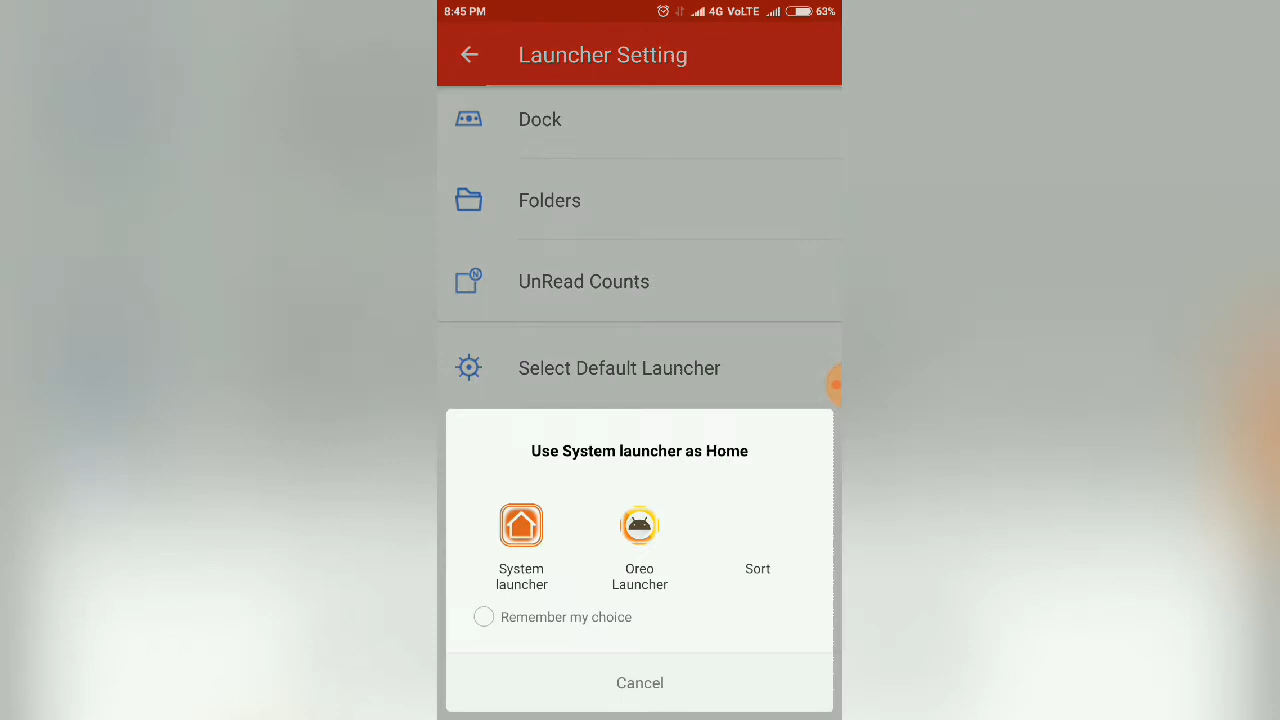 8:45 PM
4G VoLTE
63%
Launcher Setting
Dock
Folders
UnRead Counts
Select Default Launcher
Use System launcher as Home
System
launcher
Oreo
Launcher
Sort
Remember my choice
Cancel